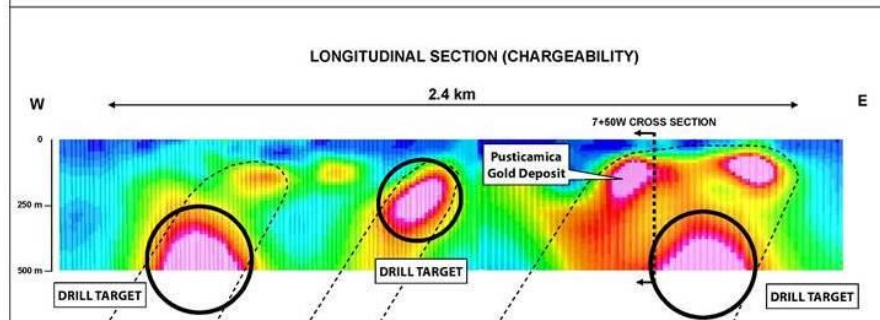 LONGITUDINAL SECTION (CHARGEABILITY)
2.4 km
W
E
7+50W CROSS SECTION
0
Pusticamica
Gold Deposit
250 m
500 m
DRILL TARGET
DRILL TARGET
DRILL TARGET